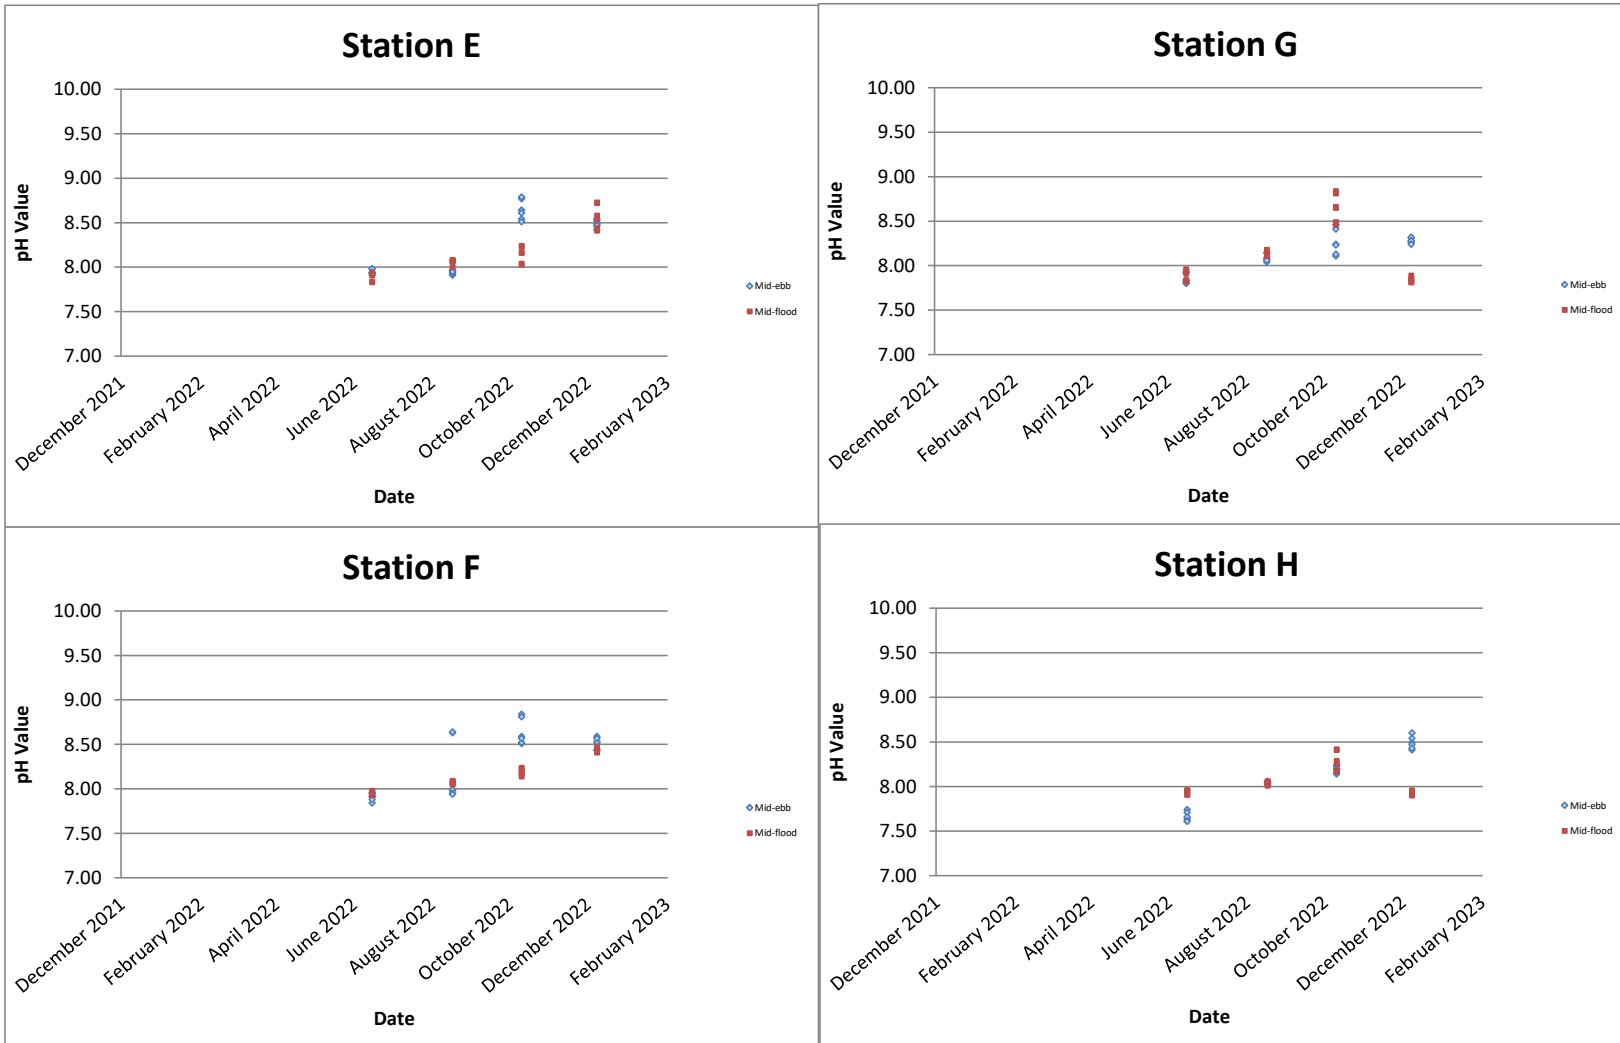 Station E
10.00
9.50
9.00
8.50
8.00
7.50
7.00
pH Value
December 2021
February 2022
April 2022
June 2022
August 2022
October 2022
December 2022
February 2023
Date
Mid-ebb
Mid-flood
Station G
10.00
9.50
9.00
8.50
8.00
7.50
7.00
pH Value
December 2021
February 2022
April 2022
June 2022
August 2022
October 2022
December 2022
February 2023
Date
Mid-ebb
Mid-flood
Station F
10.00
9.50
9.00
8.50
8.00
7.50
7.00
pH Value
December 2021
February 2022
April 2022
June 2022
August 2022
October 2022
December 2022
February 2023
Date
Mid-ebb
Mid-flood
Station H
10.00
9.50
9.00
8.50
8.00
7.50
7.00
pH Value
December 2021
February 2022
April 2022
June 2022
August 2022
October 2022
December 2022
February 2023
Date
Mid-ebb
Mid-flood